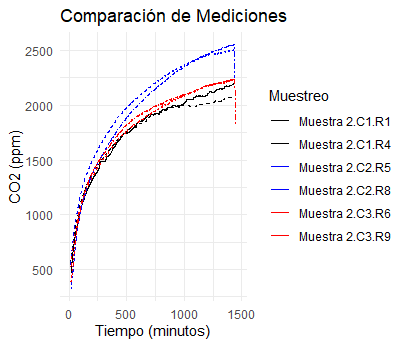 Comparación de Mediciones
CO2 (ppm)
2500
2000
1500
1000
500
0
500
1000
1500
Tiempo (minutos)
Muestreo
Muestra 2.C1.R1
Muestra 2.C1.R4
Muestra 2.C2.R5
Muestra 2.C2.R8
Muestra 2.C3.R6
Muestra 2.C3.R9